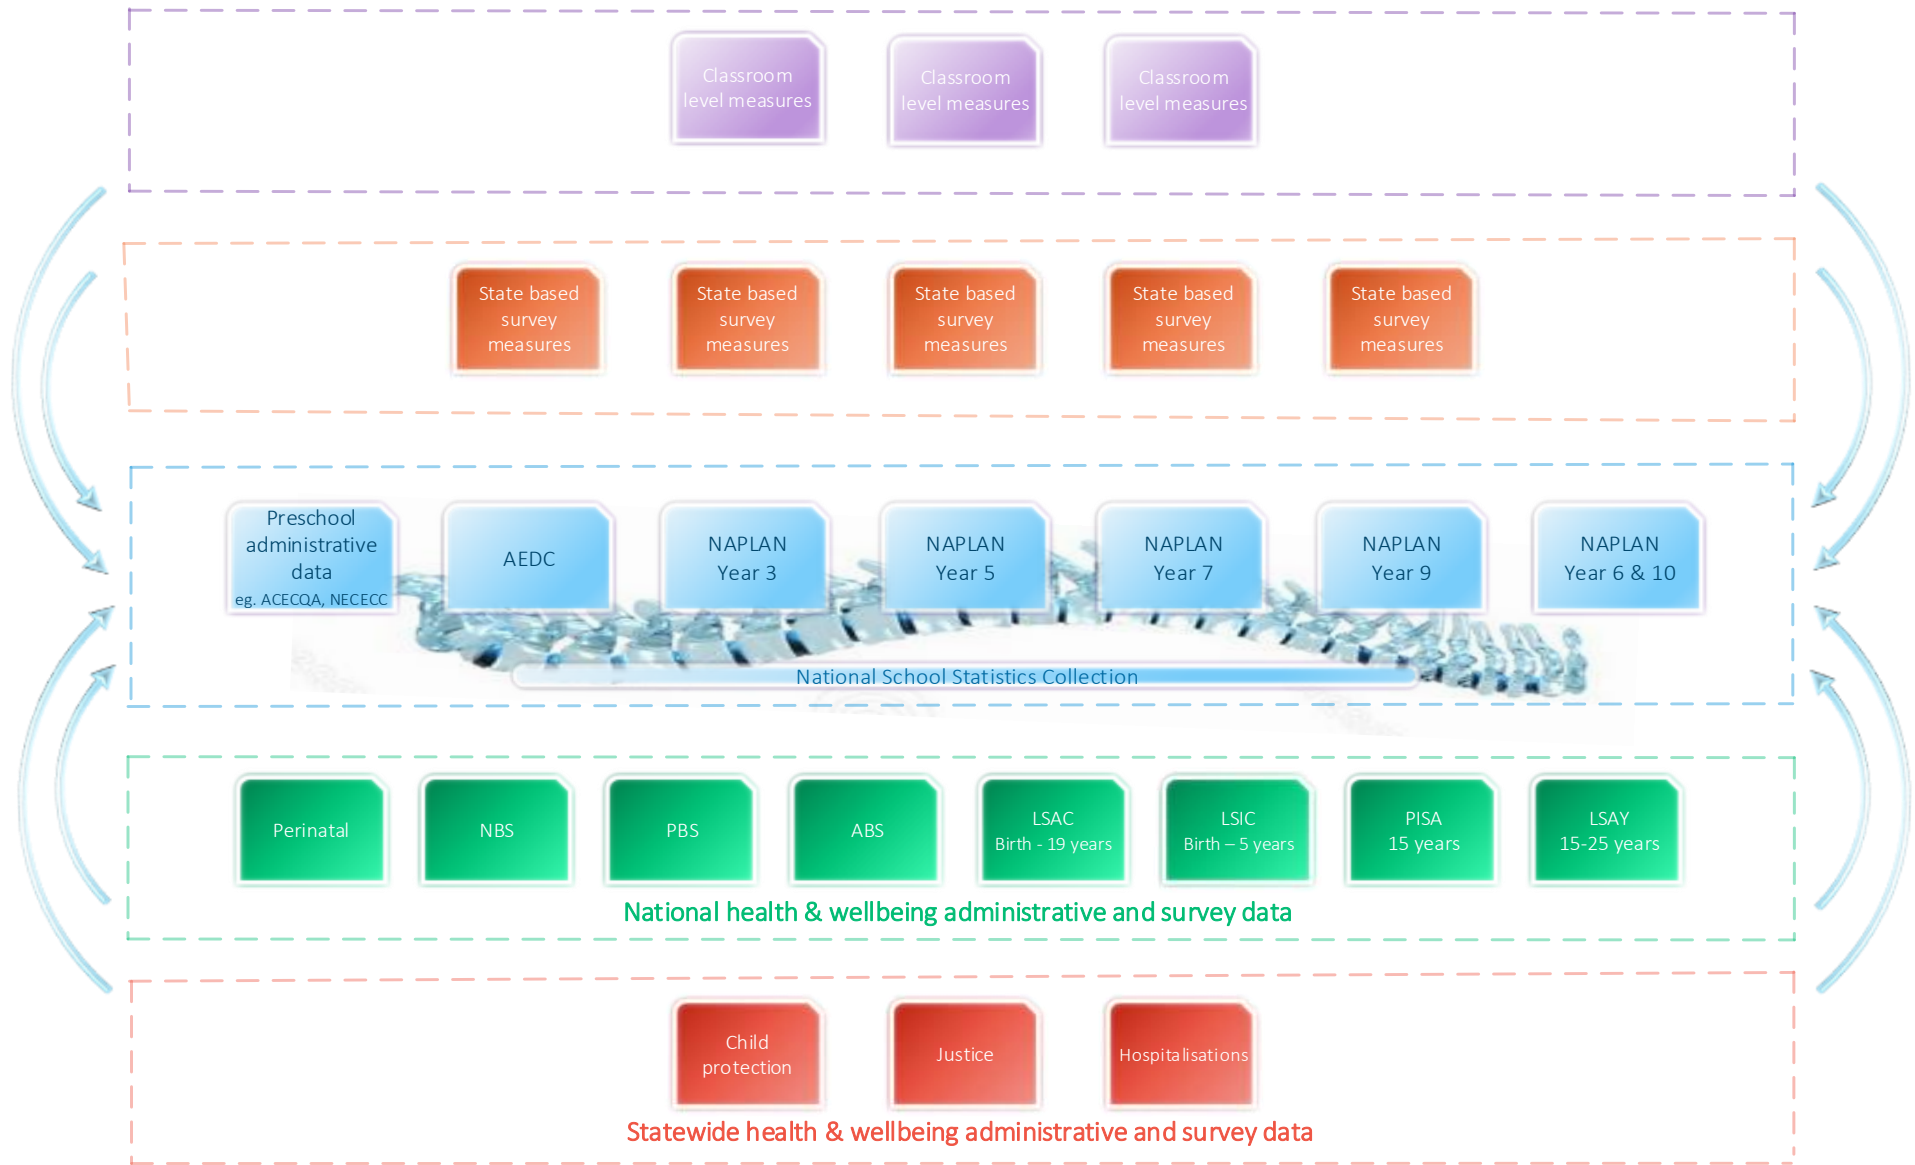 Classroom
level measures
Classroom
level measures
Classroom
level measures
State based
survey
measures
State based
survey
measures
State based
survey
measures
State based
survey
measures
State based
survey
measures
Preschool
administrative
data
eg. ACECQA, NECECC
AEDC
NAPLAN
Year 3
NAPLAN
Year 5
NAPLAN
Year 7
NAPLAN
Year 9
NAPLAN
Year 6 & 10
National School Statistics Collection
Perinatal
NBS
PBS
ABS
LSAC
Birth - 19 years
LSIC
Birth – 5 years
PISA
15 years
LSAY
15-25 years
National health & wellbeing administrative and survey data
Child
protection
Justice
Hospitalisations
Statewide health & wellbeing administrative and survey data